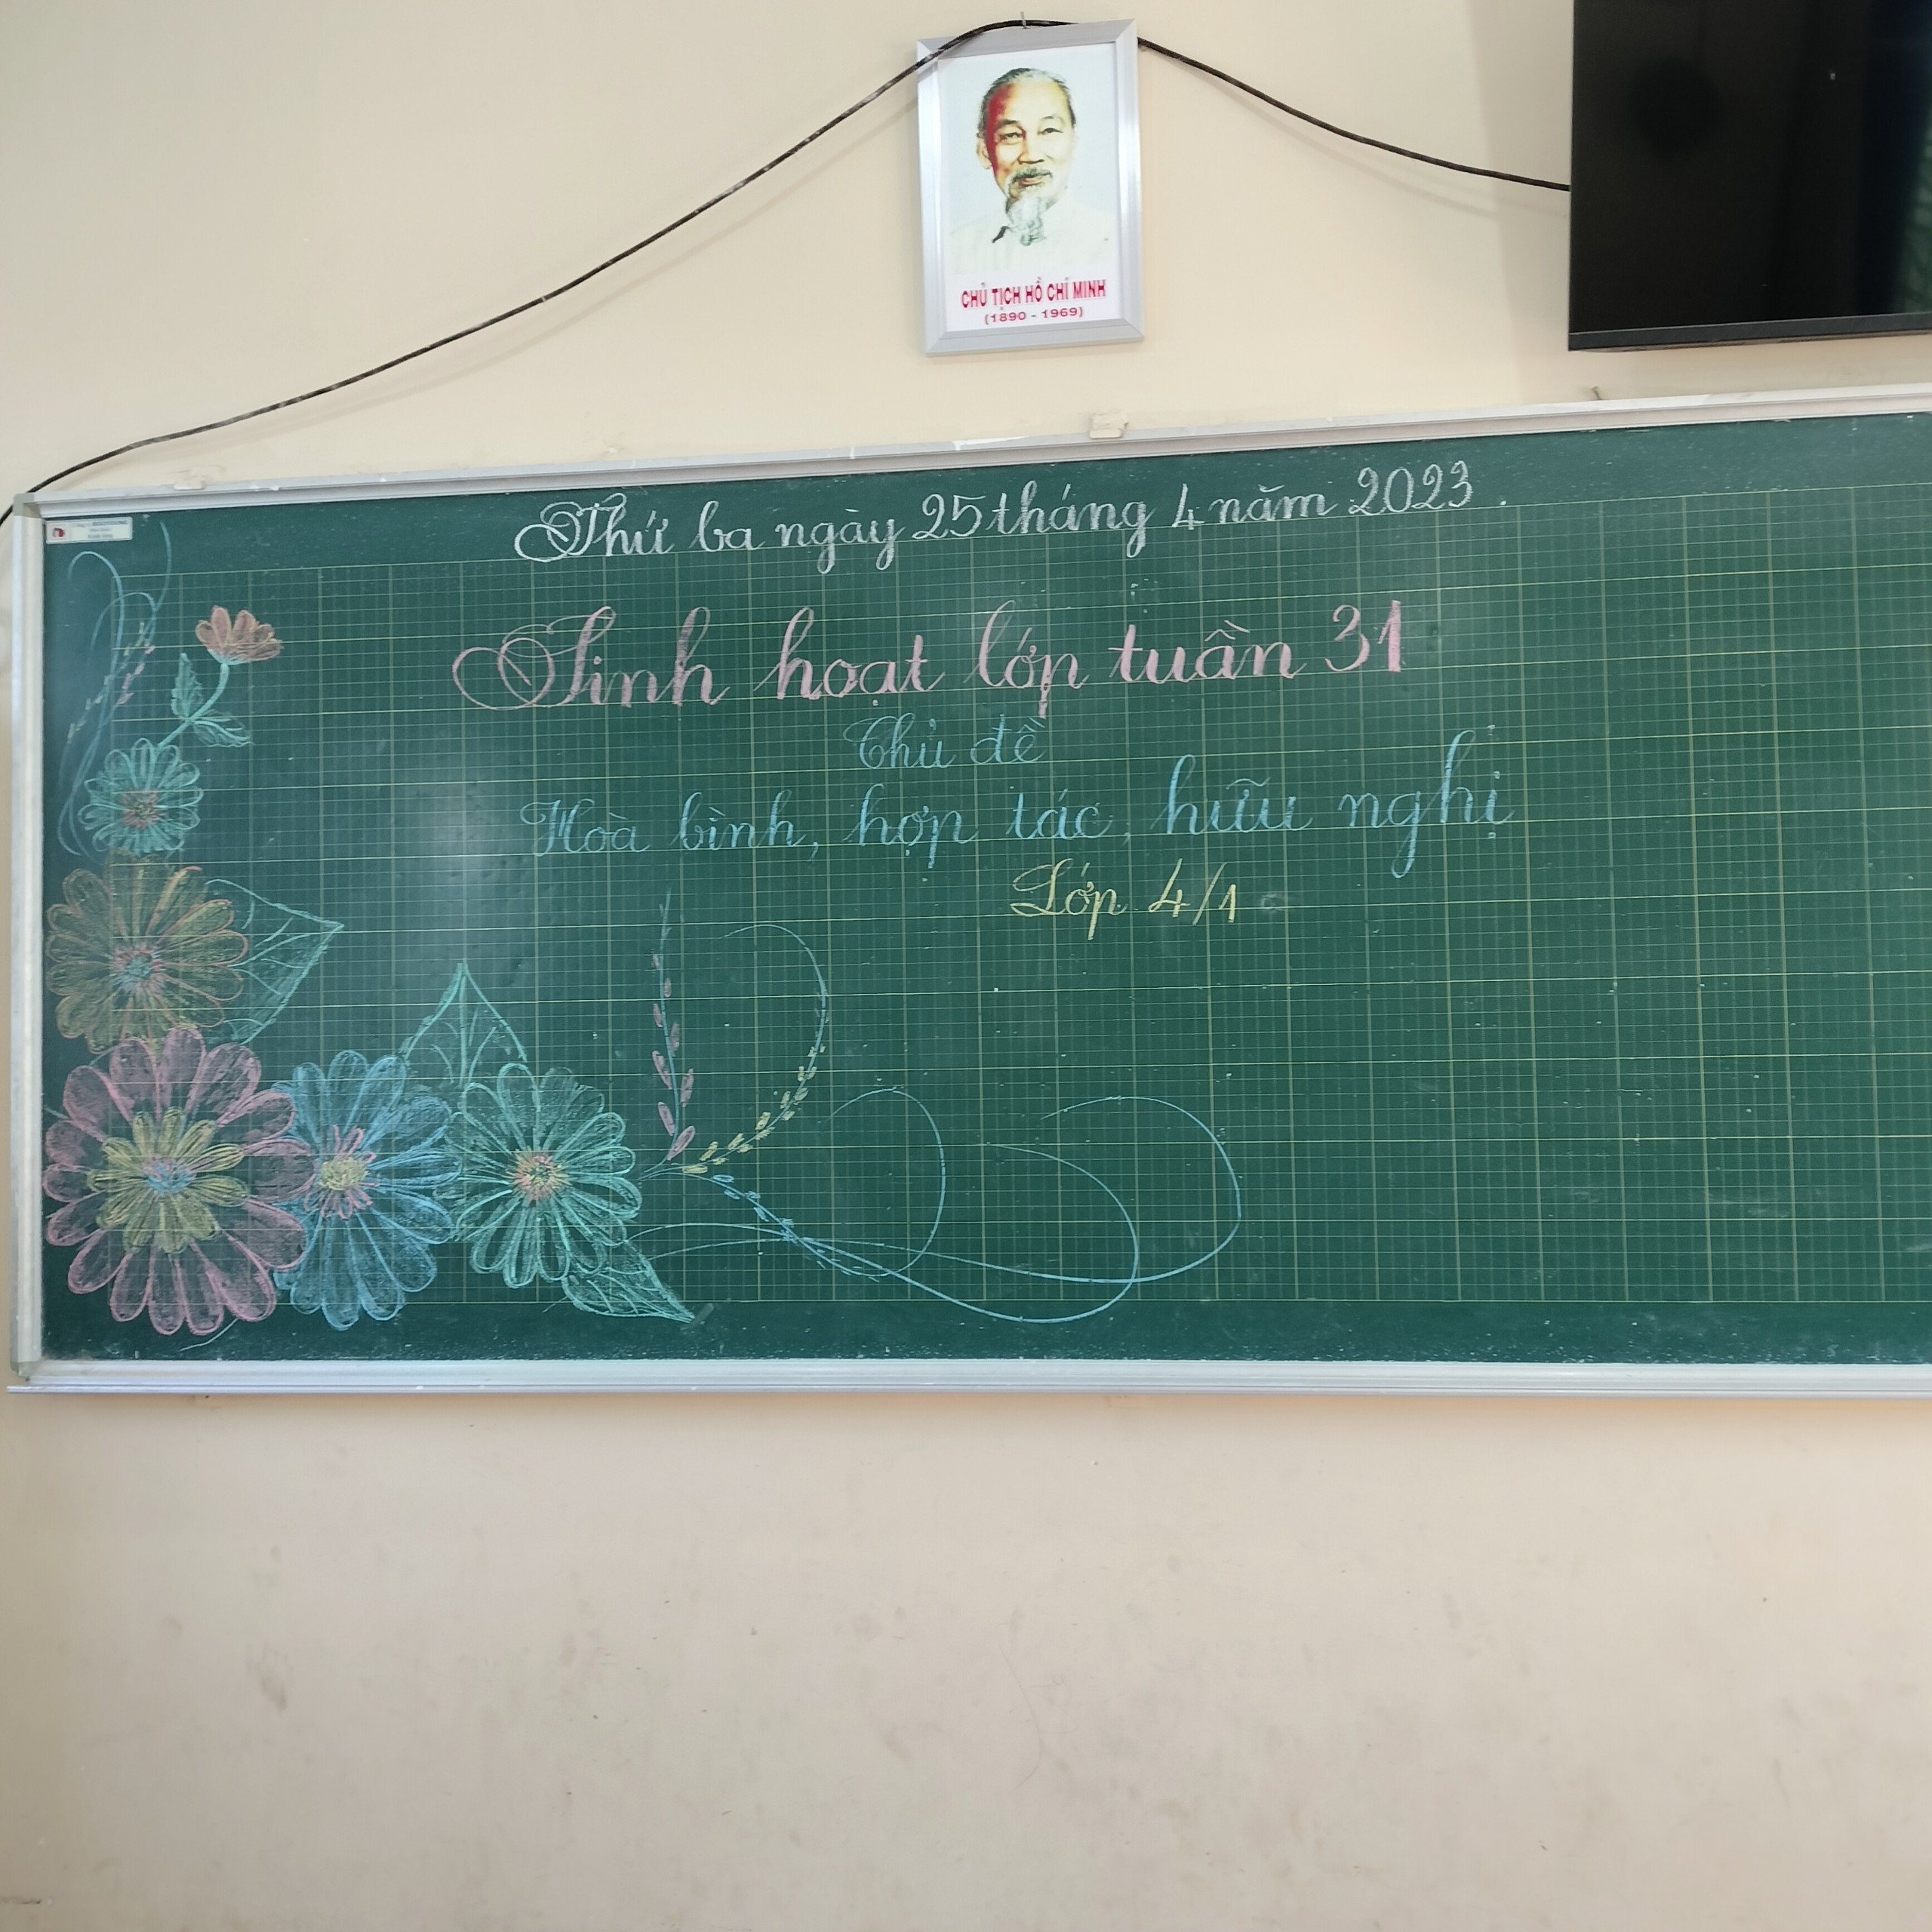 CHỦ TỊCH HỒ CHÍ MINH
(1890 - 1969)
Thứ ba ngày 25 tháng 4 năm 2023.
Sinh hoạt lớp tuần 31
Chủ đề
Hoà bình, hợp tác, hữu nghị
Lớp 4/1